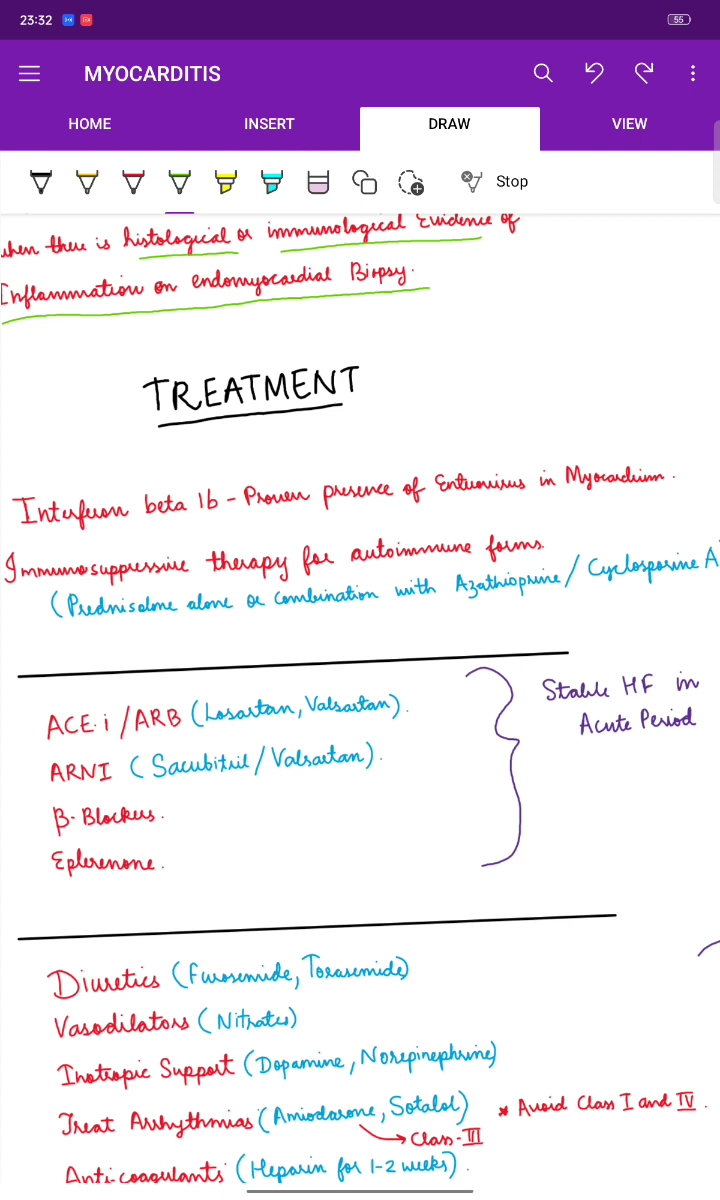 23:32
55
MYOCARDITIS
HOME INSERT DRAW VIEW
Stop
when there is histological or immunological Evidence of
Inflammation on endomyocardial Biopsy.
TREATMENT
Interferon beta 1b - Proven presence of Enterovirus in Myocardium.
Immunosuppressive therapy for autoimmune forms.
(Prednisolone alone or combination with Azathioprine / Cyclosporine A
ACE.i / ARB (Losartan, Valsartan).
ARNI (Sacubitril / Valsartan).
β-Blockers.
Eplerenone.
Stable HF in
Acute Period
Diuretics (Furosemide, Torasemide)
Vasodilators (Nitrates)
Inotropic Support (Dopamine, Norepinephrine)
Treat Arrhythmias (Amiodarone, Sotalol) * Avoid Class I and IV.
Class-III
Anticoagulants (Heparin for 1-2 weeks).